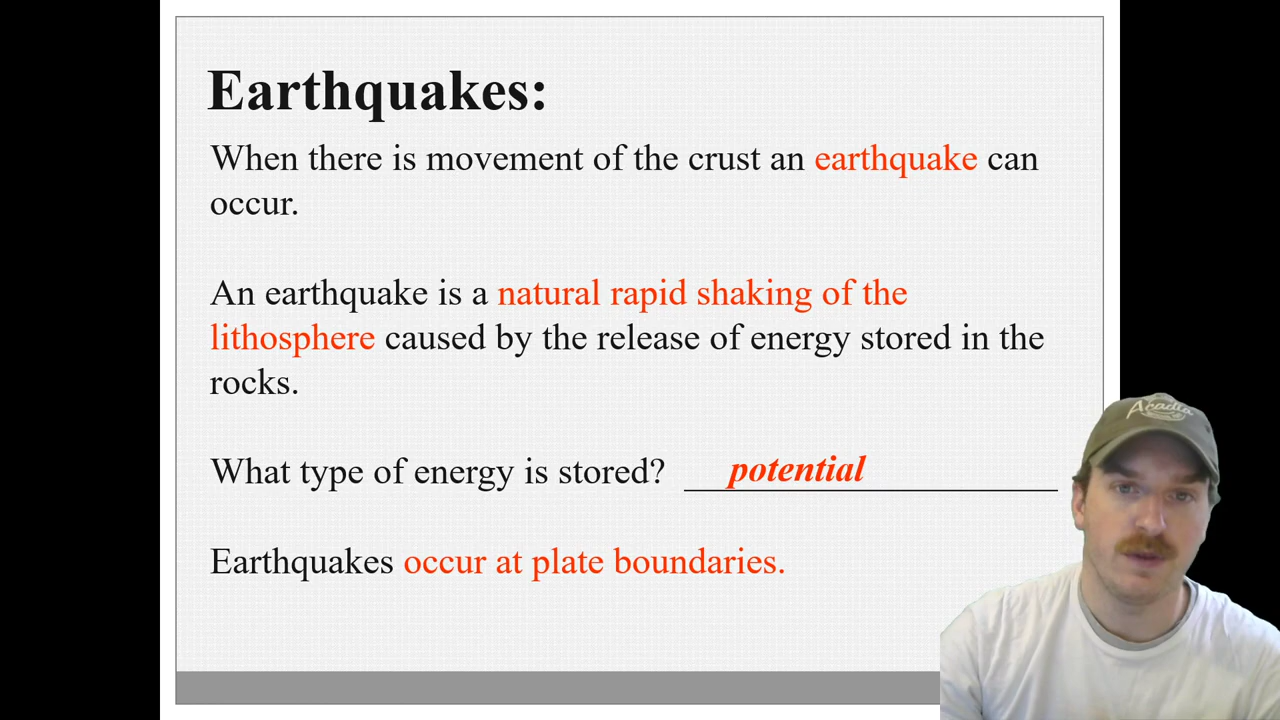 Earthquakes:
When there is movement of the crust an earthquake can
occur.
An earthquake is a natural rapid shaking of the
lithosphere caused by the release of energy stored in the
rocks.
What type of energy is stored? potential
Earthquakes occur at plate boundaries.
Acadia